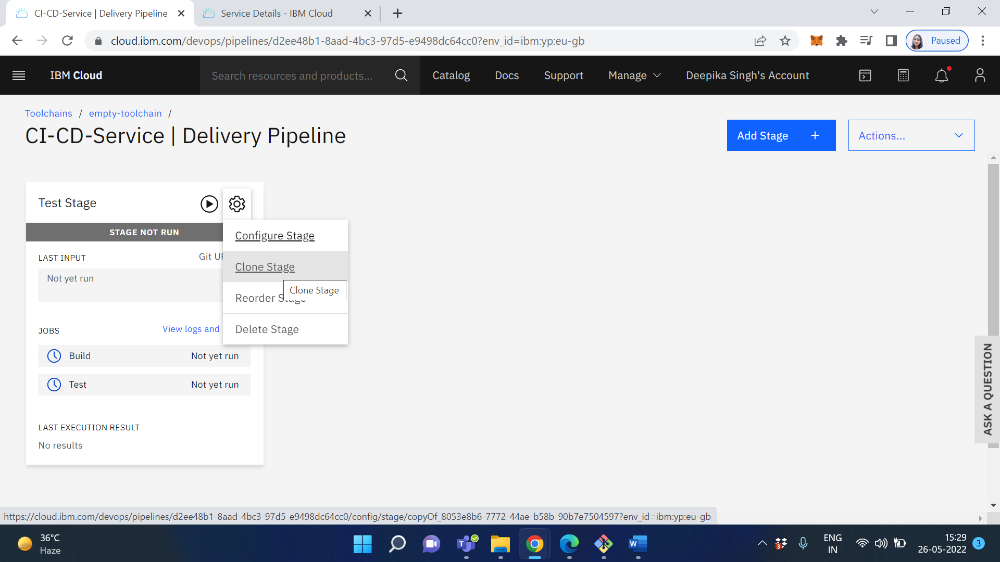 CI-CD-Service | Delivery Pipeline
Service Details - IBM Cloud
cloud.ibm.com/devops/pipelines/d2ee48b1-8aad-4bc3-97d5-e9498dc64cc0?env_id=ibm:yp:eu-gb
Paused
IBM Cloud
Search resources and products...
Catalog
Docs
Support
Manage
Deepika Singh's Account
Toolchains / empty-toolchain /
CI-CD-Service | Delivery Pipeline
Add Stage +
Actions...
Test Stage
STAGE NOT RUN
Configure Stage
Clone Stage
Clone Stage
Reorder Stage
Delete Stage
LAST INPUT
Git
Not yet run
JOBS
View logs and
Build
Not yet run
Test
Not yet run
LAST EXECUTION RESULT
No results
ASK A QUESTION
https://cloud.ibm.com/devops/pipelines/d2ee48b1-8aad-4bc3-97d5-e9498dc64cc0/config/stage/copyOf_8053e8b6-7772-44ae-b58b-90b7e7504597?env_id=ibm:yp:eu-gb
36°C
Haze
3
ENG
IN
15:29
26-05-2022
3